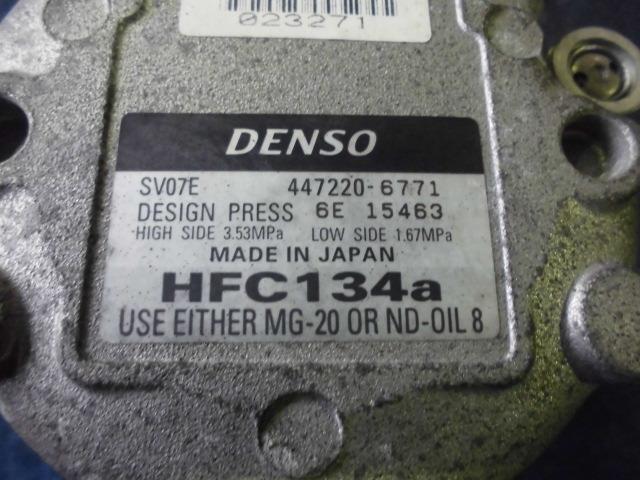 023271
DENSO
SV07E 447220-6771
DESIGN PRESS 6E 15463
HIGH SIDE 3.53MPa LOW SIDE 1.67MPa
MADE IN JAPAN
HFC134a
USE EITHER MG-20 OR ND-OIL 8